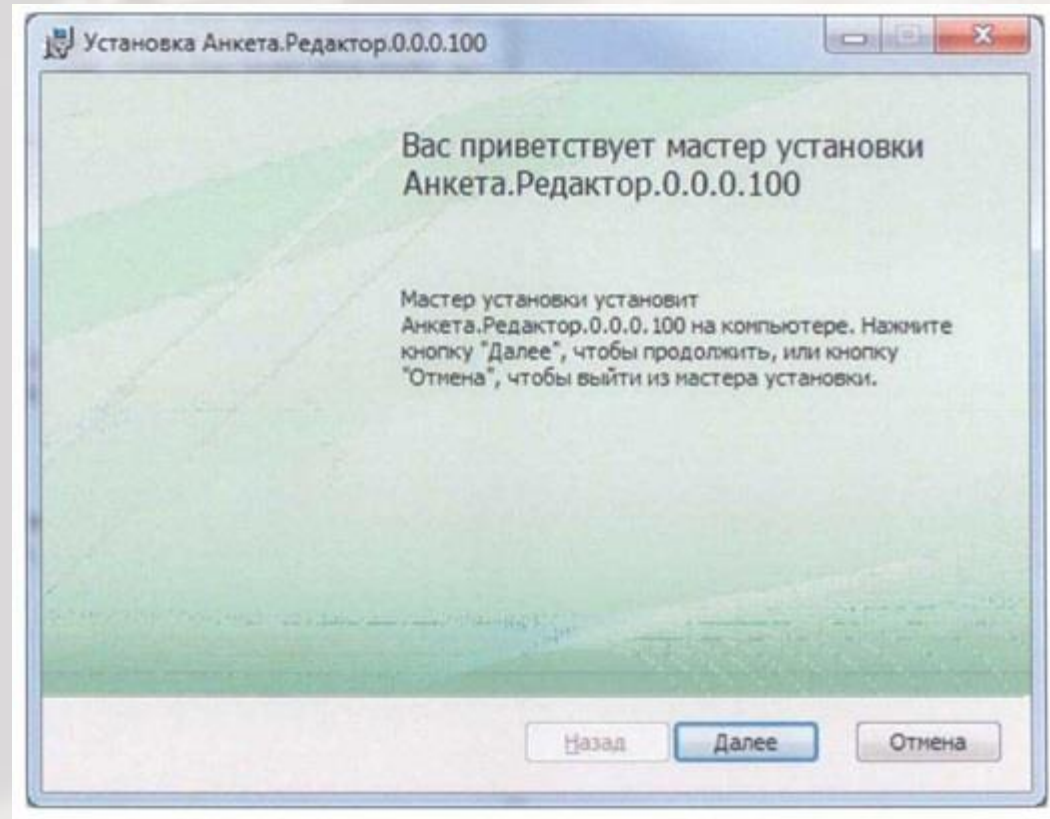 Установка Анкета.Редактор.0.0.0.100
Вас приветствует мастер установки
Анкета.Редактор.0.0.0.100
Мастер установки установит
Анкета.Редактор.0.0.0.100 на компьютере. Нажмите
кнопку "Далее", чтобы продолжить, или кнопку
"Отмена", чтобы выйти из мастера установки.
Назад Далее Отмена